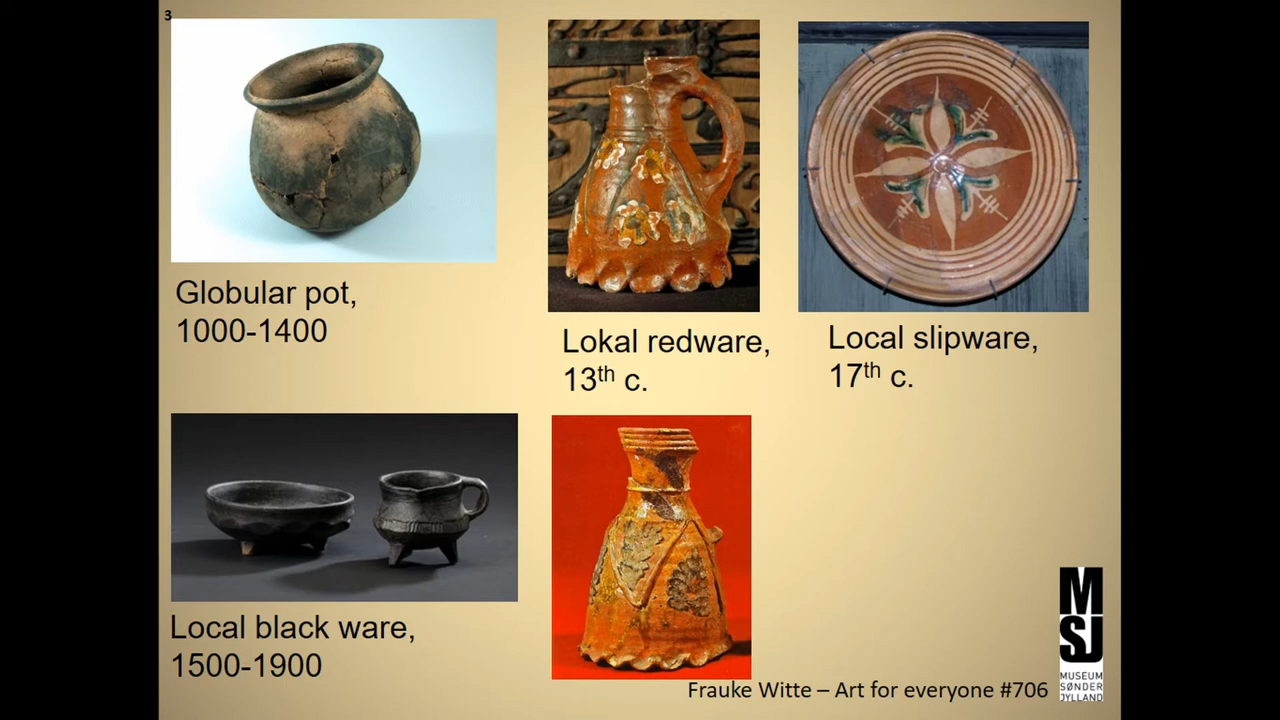 3
Globular pot,
1000-1400
Lokal redware,
13th c.
Local slipware,
17th c.
Local black ware,
1500-1900
Frauke Witte – Art for everyone #706
MSJ
MUSEUM
SØNDER
JYLLAND